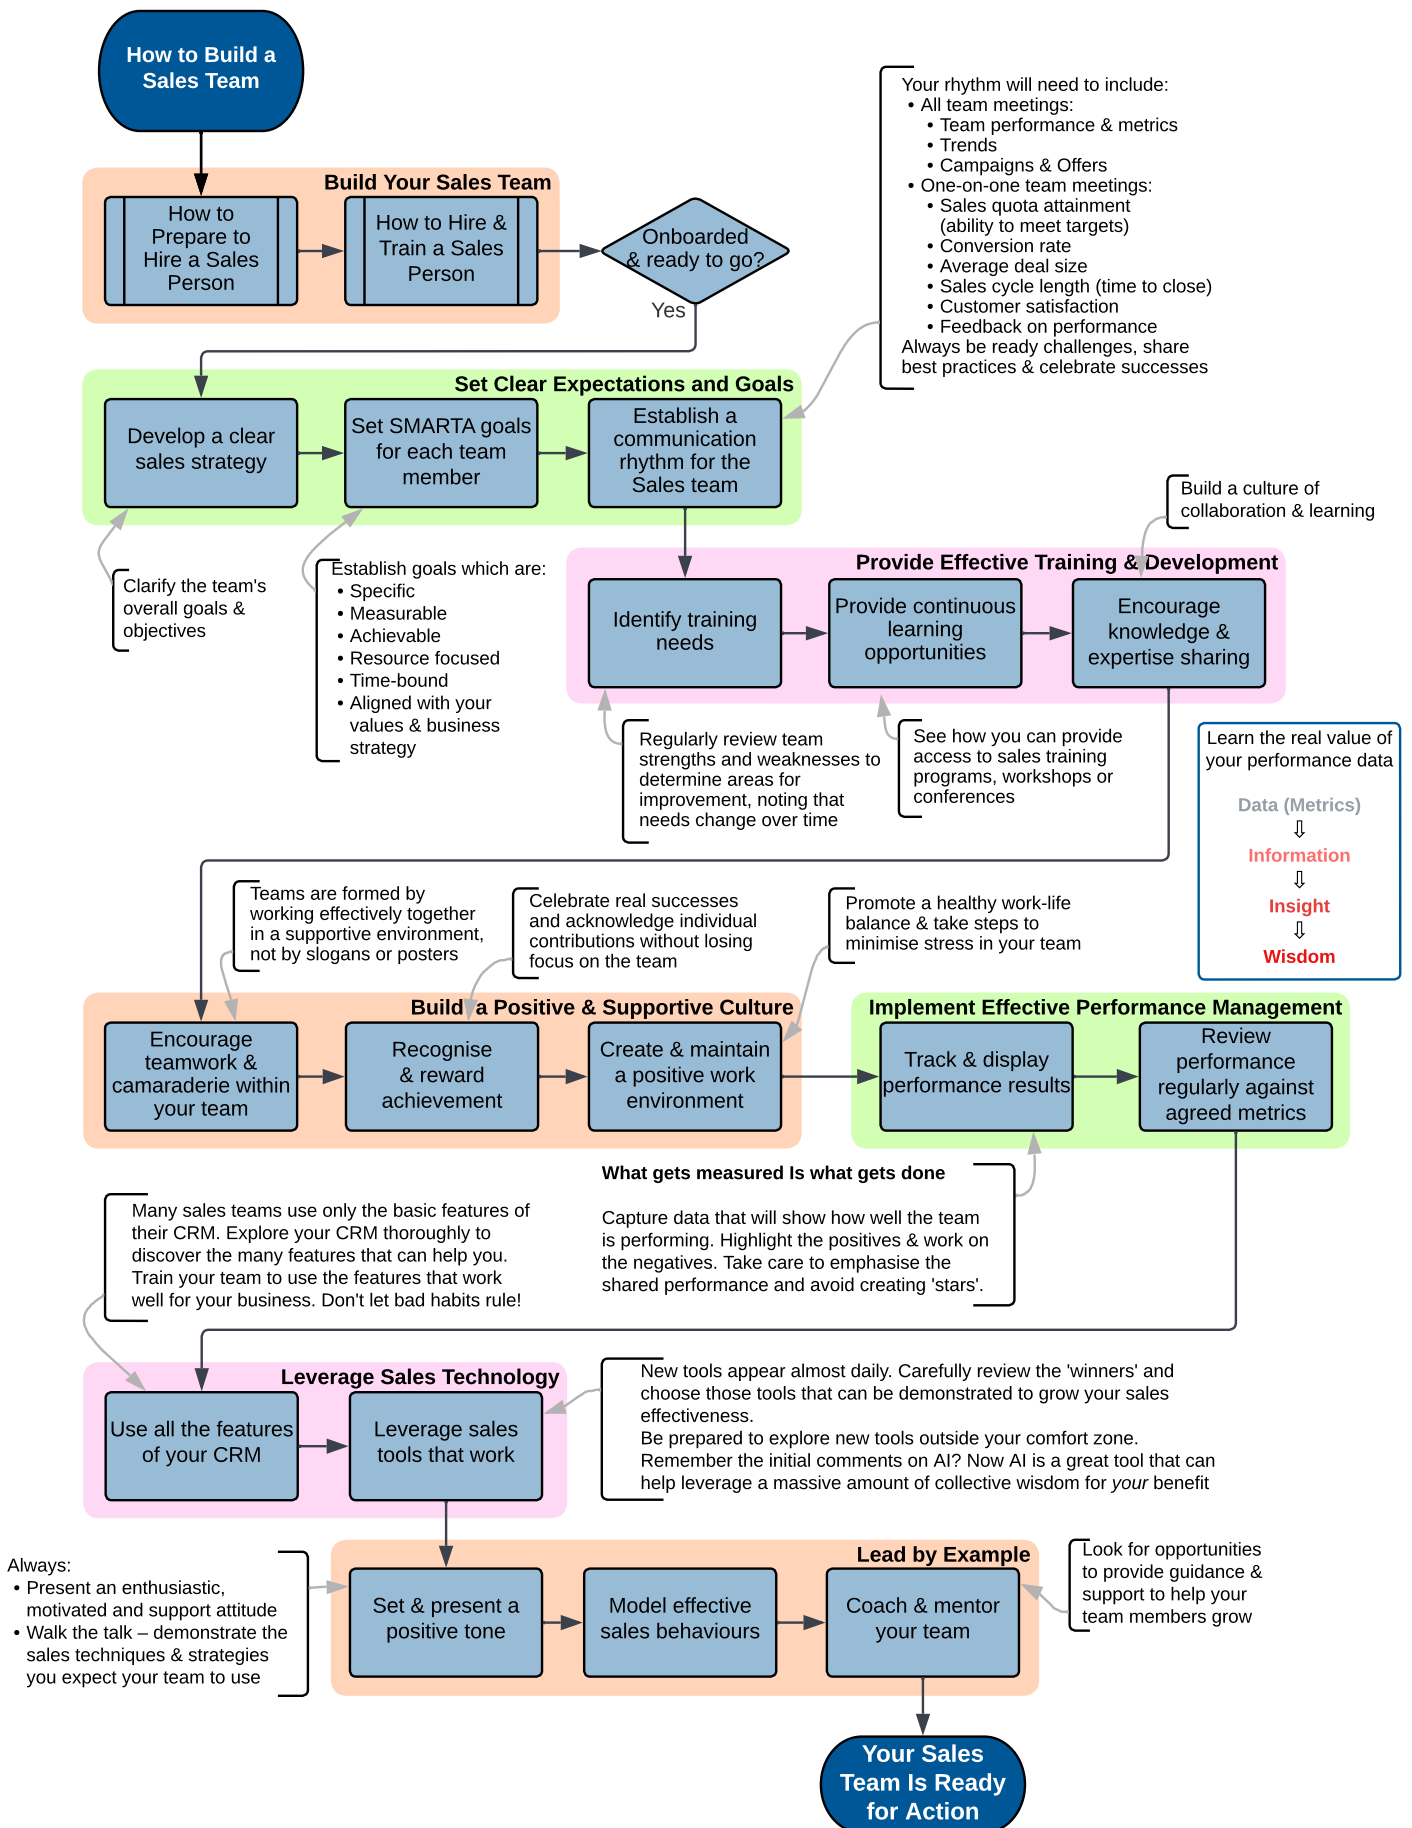 How to Build a
Sales Team
Your rhythm will need to include:
• All team meetings:
• Team performance & metrics
• Trends
• Campaigns & Offers
• One-on-one team meetings:
• Sales quota attainment
(ability to meet targets)
• Conversion rate
• Average deal size
• Sales cycle length (time to close)
• Customer satisfaction
• Feedback on performance
Always be ready challenges, share
best practices & celebrate successes
Build Your Sales Team
How to
Prepare to
Hire a Sales
Person
How to Hire &
Train a Sales
Person
Onboarded
& ready to go?
Yes
Set Clear Expectations and Goals
Develop a clear
sales strategy
Set SMARTA goals
for each team
member
Establish a
communication
rhythm for the
Sales team
Clarify the team's
overall goals &
objectives
Establish goals which are:
• Specific
• Measurable
• Achievable
• Resource focused
• Time-bound
• Aligned with your
values & business
strategy
Build a culture of
collaboration & learning
Provide Effective Training & Development
Identify training
needs
Provide continuous
learning
opportunities
Encourage
knowledge &
expertise sharing
Regularly review team
strengths and weaknesses to
determine areas for
improvement, noting that
needs change over time
See how you can provide
access to sales training
programs, workshops or
conferences
Learn the real value of
your performance data
Data (Metrics)
⇩
Information
⇩
Insight
⇩
Wisdom
Teams are formed by
working effectively together
in a supportive environment,
not by slogans or posters
Celebrate real successes
and acknowledge individual
contributions without losing
focus on the team
Promote a healthy work-life
balance & take steps to
minimise stress in your team
Build a Positive & Supportive Culture
Encourage
teamwork &
camaraderie within
your team
Recognise
& reward
achievement
Create & maintain
a positive work
environment
Implement Effective Performance Management
Track & display
performance results
Review
performance
regularly against
agreed metrics
What gets measured Is what gets done
Capture data that will show how well the team
is performing. Highlight the positives & work on
the negatives. Take care to emphasise the
shared performance and avoid creating 'stars'.
Many sales teams use only the basic features of
their CRM. Explore your CRM thoroughly to
discover the many features that can help you.
Train your team to use the features that work
well for your business. Don't let bad habits rule!
Leverage Sales Technology
Use all the features
of your CRM
Leverage sales
tools that work
New tools appear almost daily. Carefully review the 'winners' and
choose those tools that can be demonstrated to grow your sales
effectiveness.
Be prepared to explore new tools outside your comfort zone.
Remember the initial comments on AI? Now AI is a great tool that can
help leverage a massive amount of collective wisdom for your benefit
Always:
• Present an enthusiastic,
motivated and support attitude
• Walk the talk – demonstrate the
sales techniques & strategies
you expect your team to use
Lead by Example
Set & present a
positive tone
Model effective
sales behaviours
Coach & mentor
your team
Look for opportunities
to provide guidance &
support to help your
team members grow
Your Sales
Team Is Ready
for Action